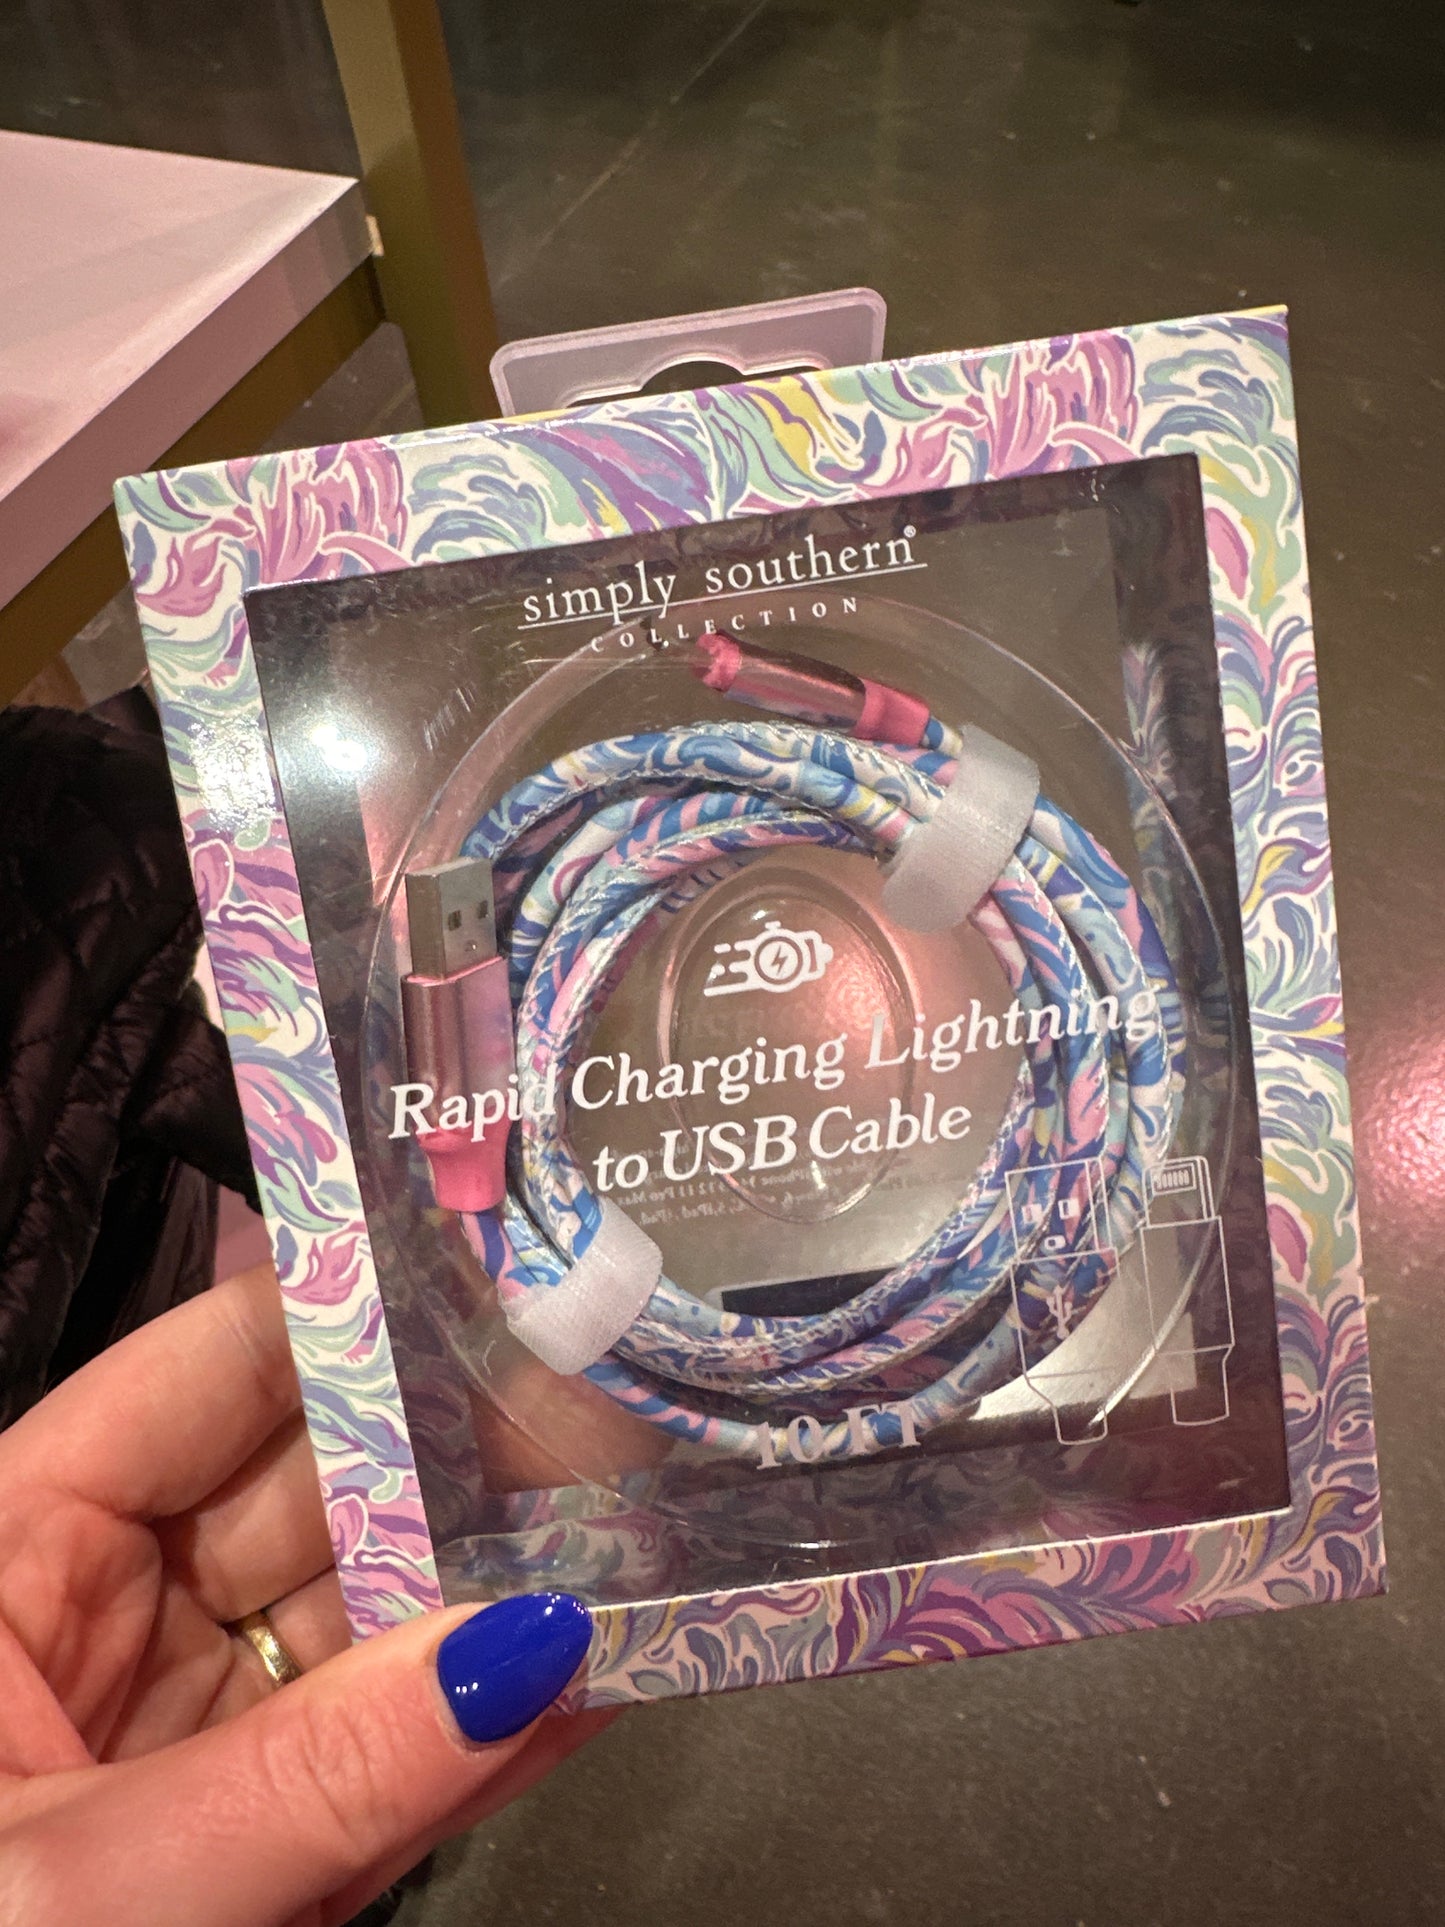 simply southern®
COLLECTION
Rapid Charging Lightning
to USB Cable
10 FT